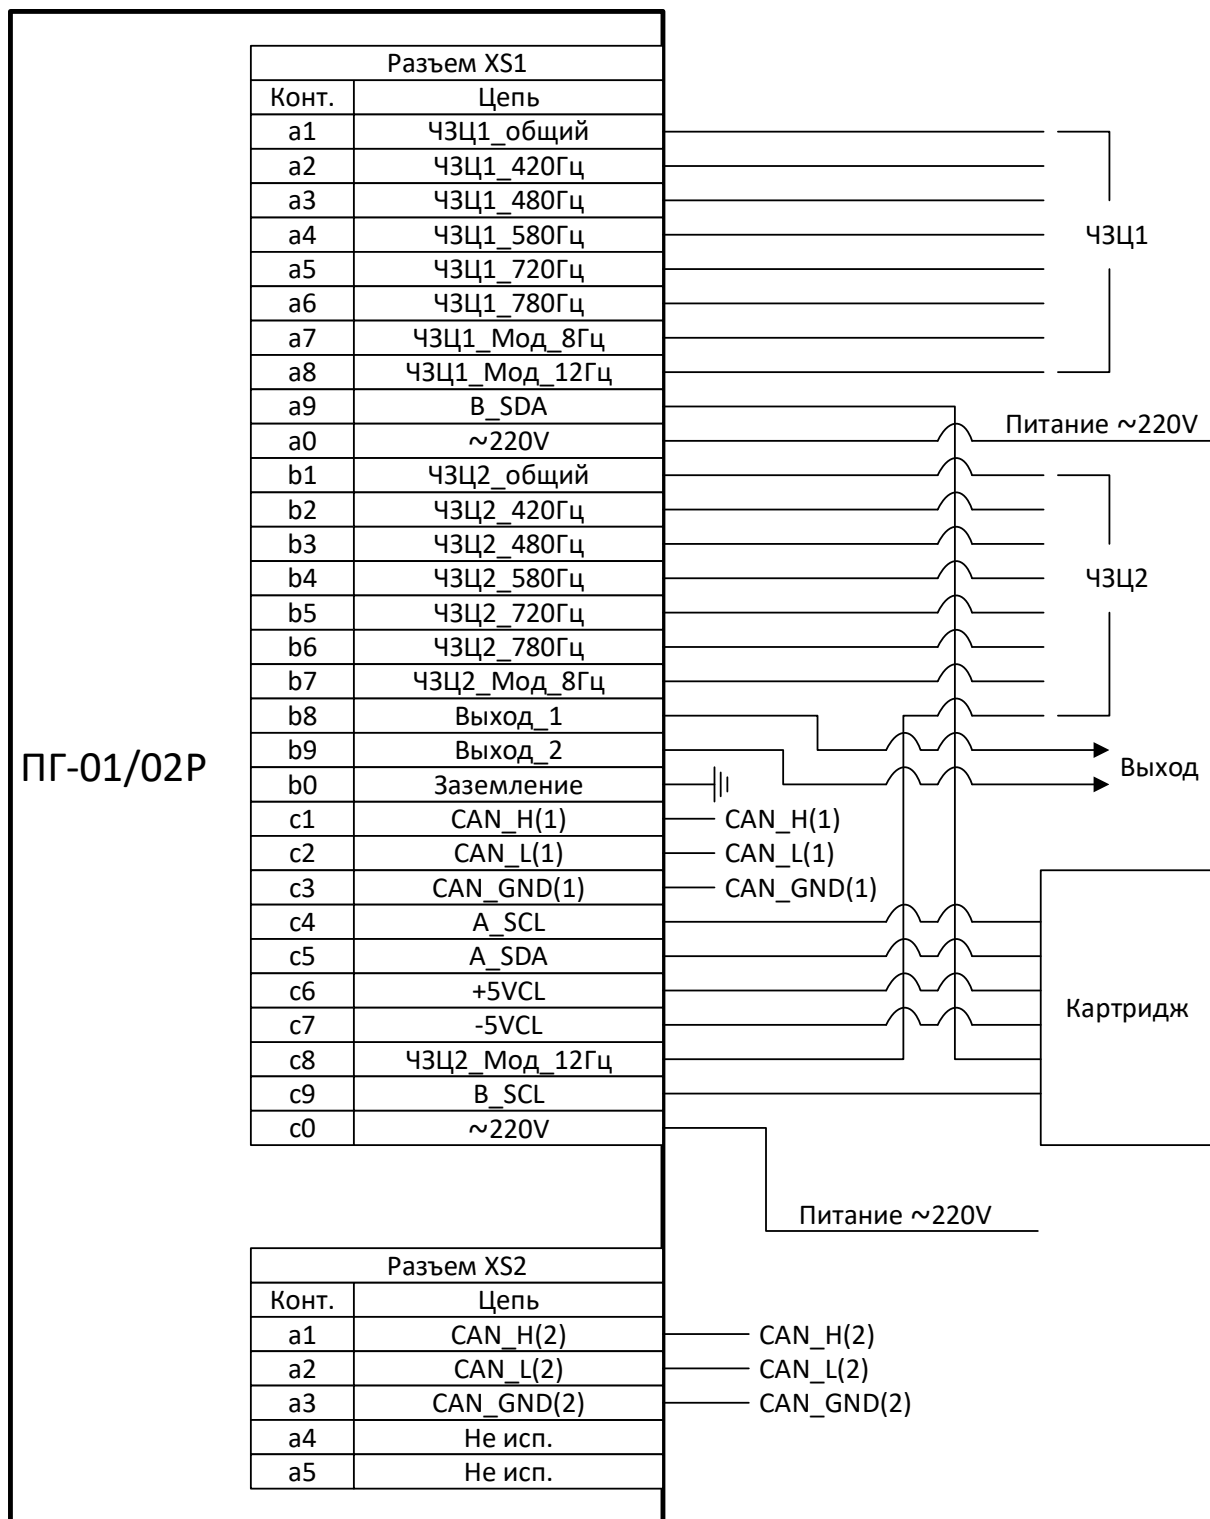 Разъем XS1
Конт. Цепь
a1 ЧЗЦ1_общий
a2 ЧЗЦ1_420Гц
a3 ЧЗЦ1_480Гц
a4 ЧЗЦ1_580Гц ЧЗЦ1
a5 ЧЗЦ1_720Гц
a6 ЧЗЦ1_780Гц
a7 ЧЗЦ1_Мод_8Гц
a8 ЧЗЦ1_Мод_12Гц
a9 B_SDA
a0 ~220V Питание ~220V
b1 ЧЗЦ2_общий
b2 ЧЗЦ2_420Гц
b3 ЧЗЦ2_480Гц
b4 ЧЗЦ2_580Гц ЧЗЦ2
b5 ЧЗЦ2_720Гц
b6 ЧЗЦ2_780Гц
b7 ЧЗЦ2_Мод_8Гц
b8 Выход_1
b9 Выход_2
ПГ-01/02Р Выход
b0 Заземление
c1 CAN_H(1) CAN_H(1)
c2 CAN_L(1) CAN_L(1)
c3 CAN_GND(1) CAN_GND(1)
c4 A_SCL
c5 A_SDA
c6 +5VCL
Картридж
c7 -5VCL
c8 ЧЗЦ2_Мод_12Гц
c9 B_SCL
c0 ~220V
Питание ~220V
Разъем XS2
Конт. Цепь
a1 CAN_H(2) CAN_H(2)
a2 CAN_L(2) CAN_L(2)
a3 CAN_GND(2) CAN_GND(2)
a4 Не исп.
a5 Не исп.